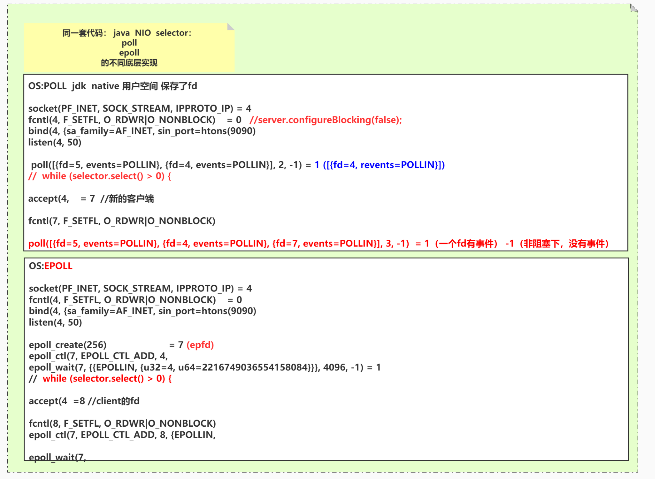 同一套代码： java NIO selector：
poll
epoll
的不同底层实现
OS:POLL jdk native 用户空间 保存了fd
socket(PF_INET, SOCK_STREAM, IPPROTO_IP) = 4
fcntl(4, F_SETFL, O_RDWR|O_NONBLOCK) = 0 //server.configureBlocking(false);
bind(4, {sa_family=AF_INET, sin_port=htons(9090)
listen(4, 50)
poll([{fd=5, events=POLLIN}, {fd=4, events=POLLIN}], 2, -1) = 1 ([{fd=4, revents=POLLIN}])
// while (selector.select() > 0) {
accept(4, = 7 //新的客户端
fcntl(7, F_SETFL, O_RDWR|O_NONBLOCK)
poll([{fd=5, events=POLLIN}, {fd=4, events=POLLIN}, {fd=7, events=POLLIN}], 3, -1) = 1（一个fd有事件） -1（非阻塞下，没有事件）
OS:EPOLL
socket(PF_INET, SOCK_STREAM, IPPROTO_IP) = 4
fcntl(4, F_SETFL, O_RDWR|O_NONBLOCK) = 0
bind(4, {sa_family=AF_INET, sin_port=htons(9090)
listen(4, 50)
epoll_create(256) = 7 (epfd)
epoll_ctl(7, EPOLL_CTL_ADD, 4,
epoll_wait(7, {{EPOLLIN, {u32=4, u64=2216749036554158084}}}, 4096, -1) = 1
// while (selector.select() > 0) {
accept(4 =8 //client的fd
fcntl(8, F_SETFL, O_RDWR|O_NONBLOCK)
epoll_ctl(7, EPOLL_CTL_ADD, 8, {EPOLLIN,
epoll_wait(7,